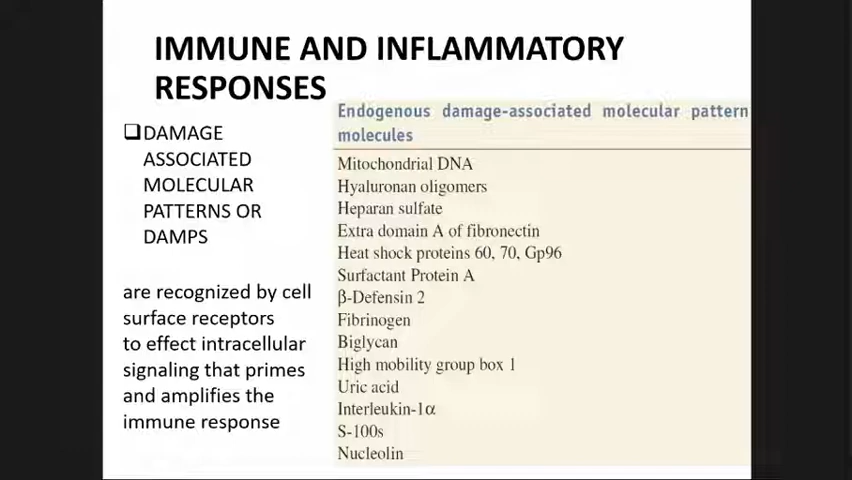 IMMUNE AND INFLAMMATORY
RESPONSES
❑DAMAGE
ASSOCIATED
MOLECULAR
PATTERNS OR
DAMPS
are recognized by cell
surface receptors
to effect intracellular
signaling that primes
and amplifies the
immune response
Endogenous damage-associated molecular pattern
molecules
Mitochondrial DNA
Hyaluronan oligomers
Heparan sulfate
Extra domain A of fibronectin
Heat shock proteins 60, 70, Gp96
Surfactant Protein A
β-Defensin 2
Fibrinogen
Biglycan
High mobility group box 1
Uric acid
Interleukin-1α
S-100s
Nucleolin